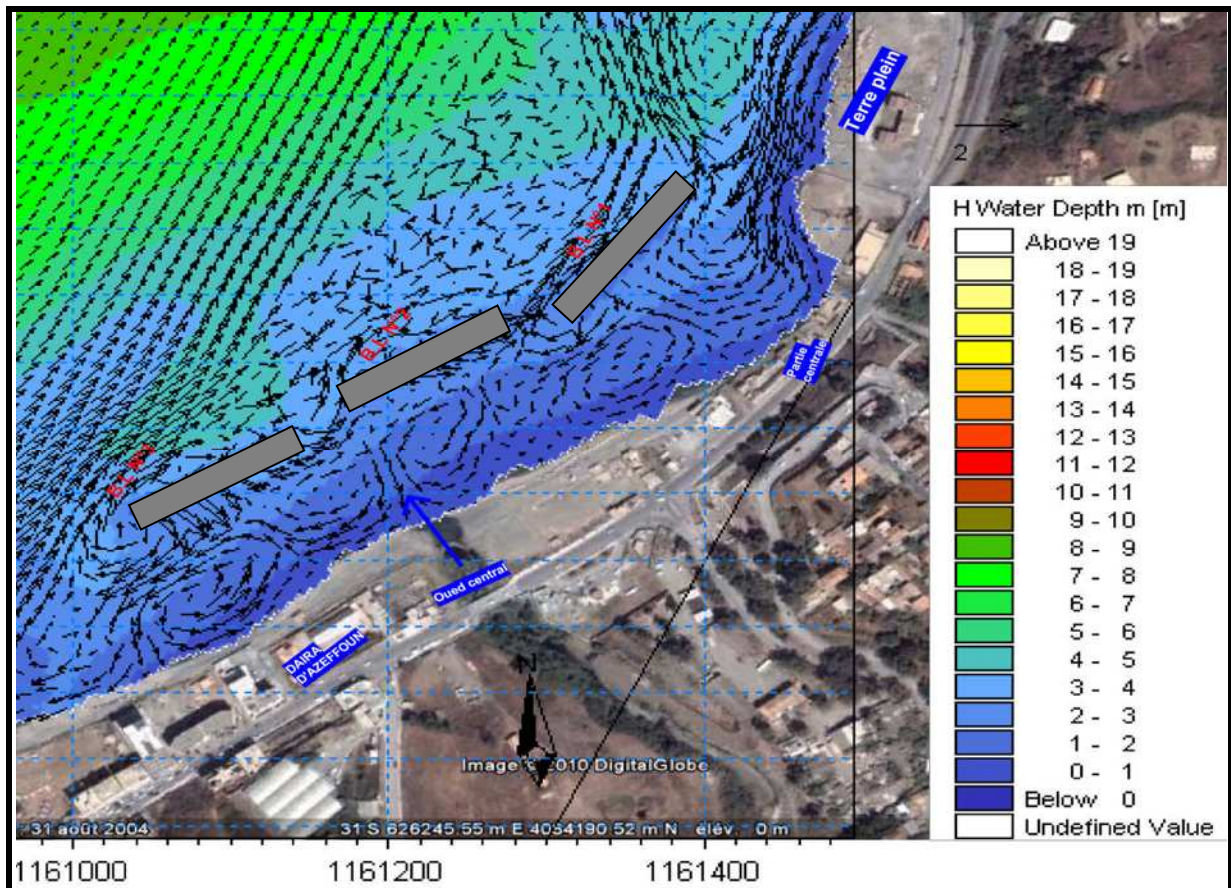 Terre plein
2
H Water Depth m [m]
Above 19
18 - 19
17 - 18
16 - 17
15 - 16
14 - 15
13 - 14
12 - 13
11 - 12
10 - 11
9 - 10
8 - 9
7 - 8
6 - 7
5 - 6
4 - 5
3 - 4
2 - 3
1 - 2
0 - 1
Below 0
Undefined Value
Partie
centrale
Oued central
DAIRA
D'AZEFFOUN
N
Image © 2010 DigitalGlobe
31 août 2004
31 S 626245.55 m E 4084190.52 m N élév. 0 m
1161000
1161200
1161400